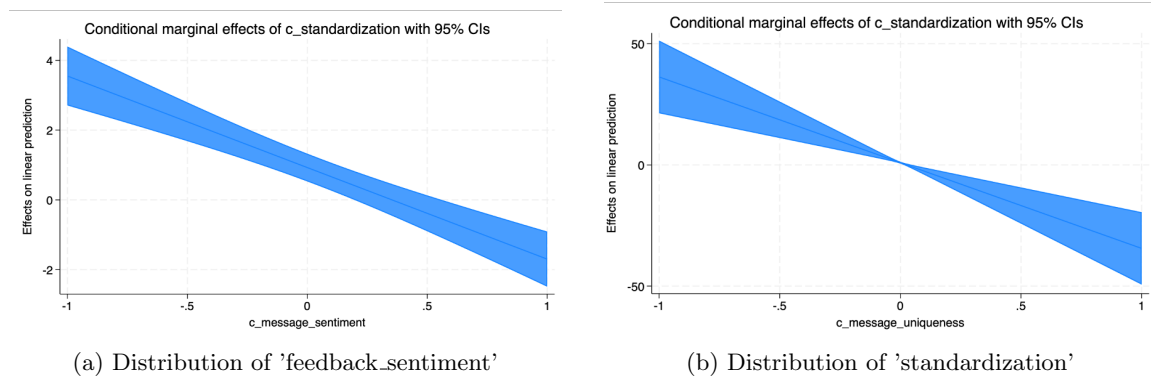 Conditional marginal effects of c_standardization with 95% CIs
Effects on linear prediction
4
2
0
-2
-1
-.5
0
.5
1
c_message_sentiment
(a) Distribution of ’feedback_sentiment’
Conditional marginal effects of c_standardization with 95% CIs
Effects on linear prediction
50
0
-50
-1
-.5
0
.5
1
c_message_uniqueness
(b) Distribution of ’standardization’